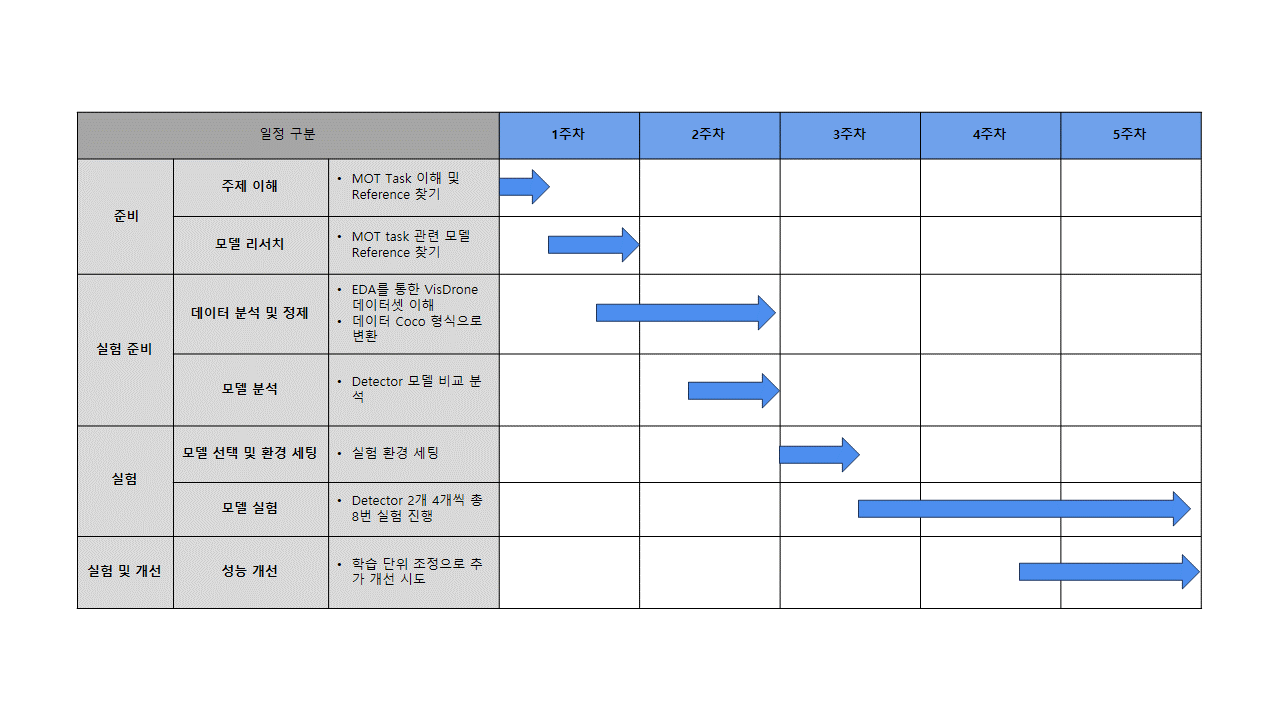 일정 구분 1주차 2주차 3주차 4주차 5주차
준비
주제 이해
• MOT Task 이해 및
Reference 찾기
모델 리서치
• MOT task 관련 모델
Reference 찾기
실험 준비
데이터 분석 및 정제
• EDA를 통한 VisDrone
데이터셋 이해
• 데이터 Coco 형식으로
변환
모델 분석
• Detector 모델 비교 분
석
실험
모델 선택 및 환경 세팅
• 실험 환경 세팅
모델 실험
• Detector 2개 4개씩 총
8번 실험 진행
실험 및 개선
성능 개선
• 학습 단위 조정으로 추
가 개선 시도